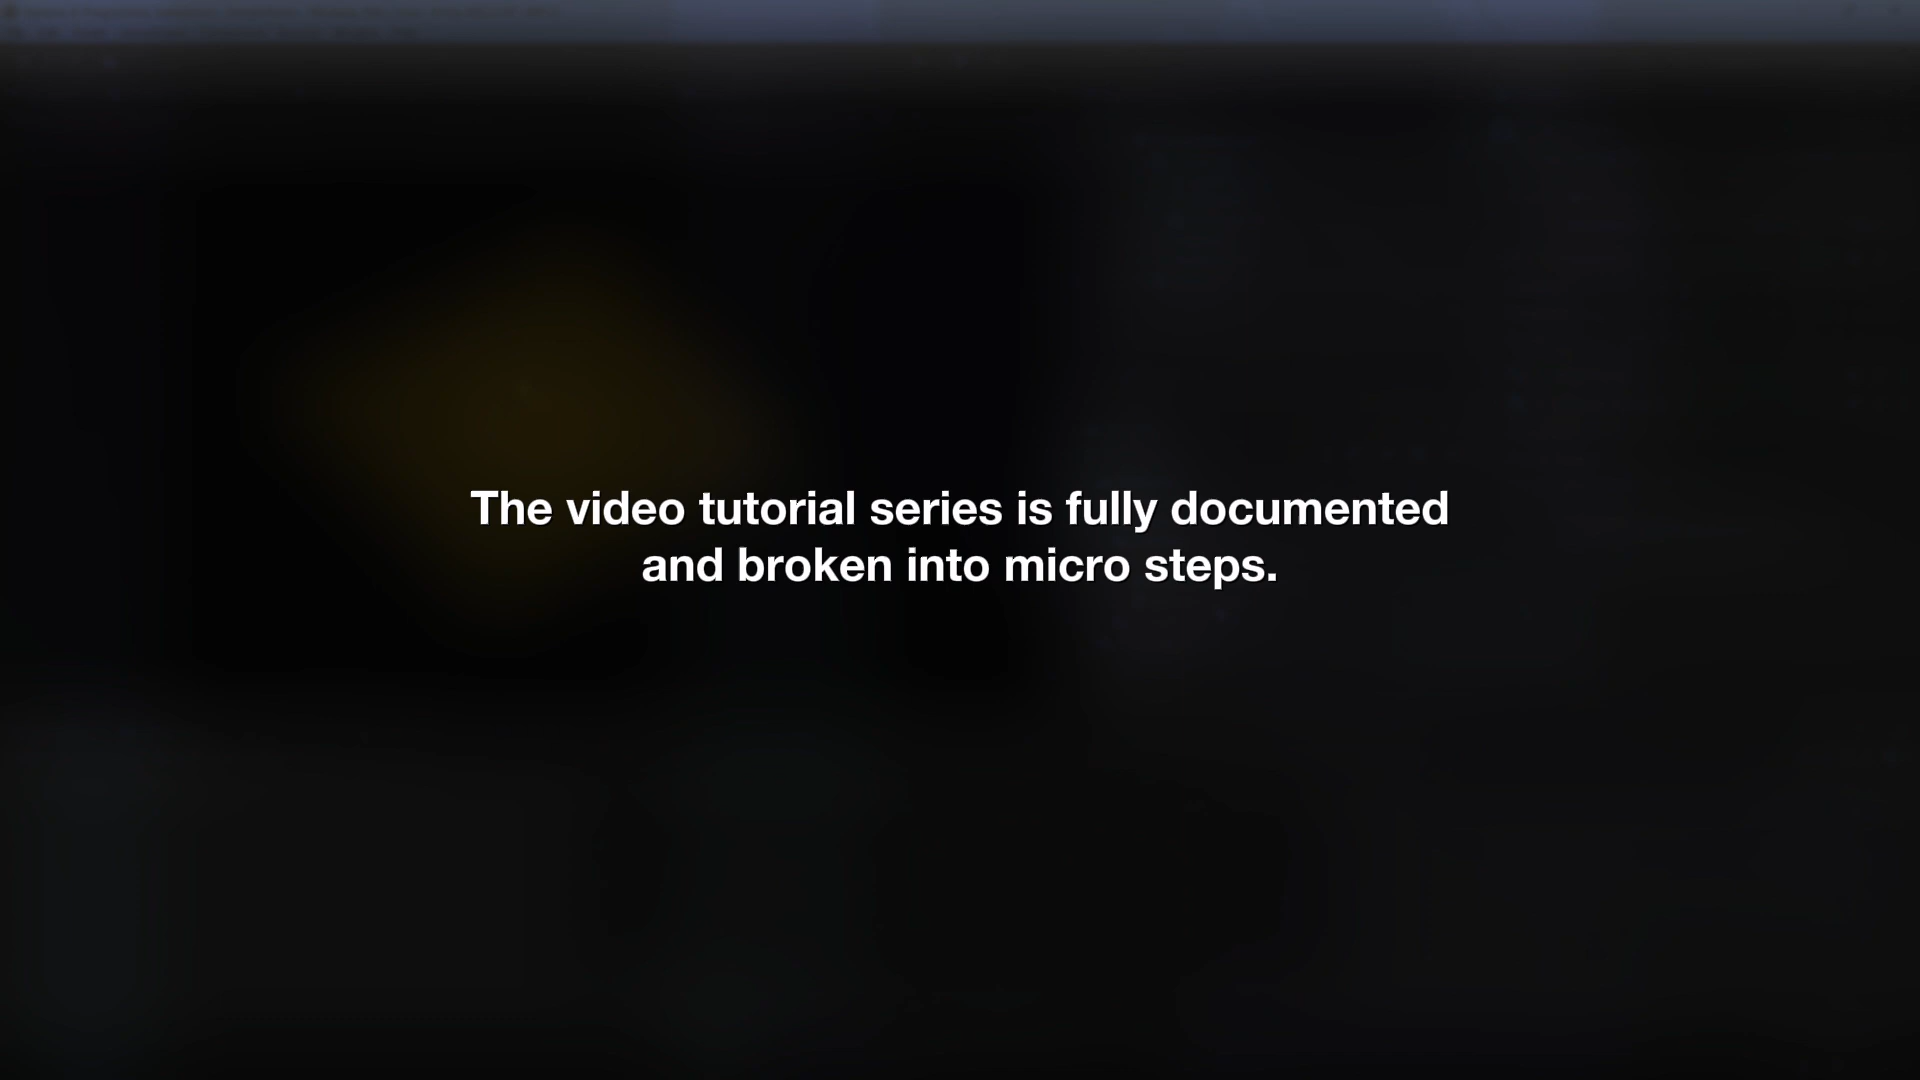 The video tutorial series is fully documented
and broken into micro steps.